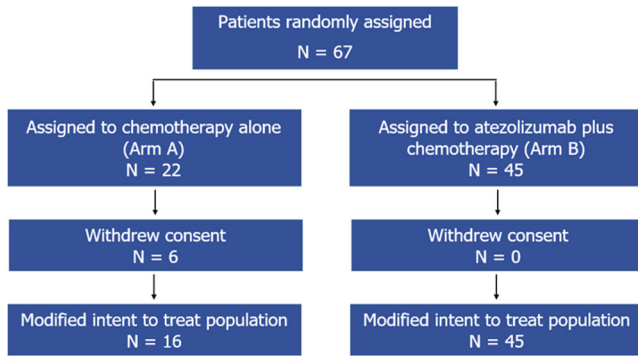 Patients randomly assigned
N = 67
Assigned to chemotherapy alone
(Arm A)
N = 22
Assigned to atezolizumab plus
chemotherapy (Arm B)
N = 45
Withdrew consent
N = 6
Withdrew consent
N = 0
Modified intent to treat population
N = 16
Modified intent to treat population
N = 45